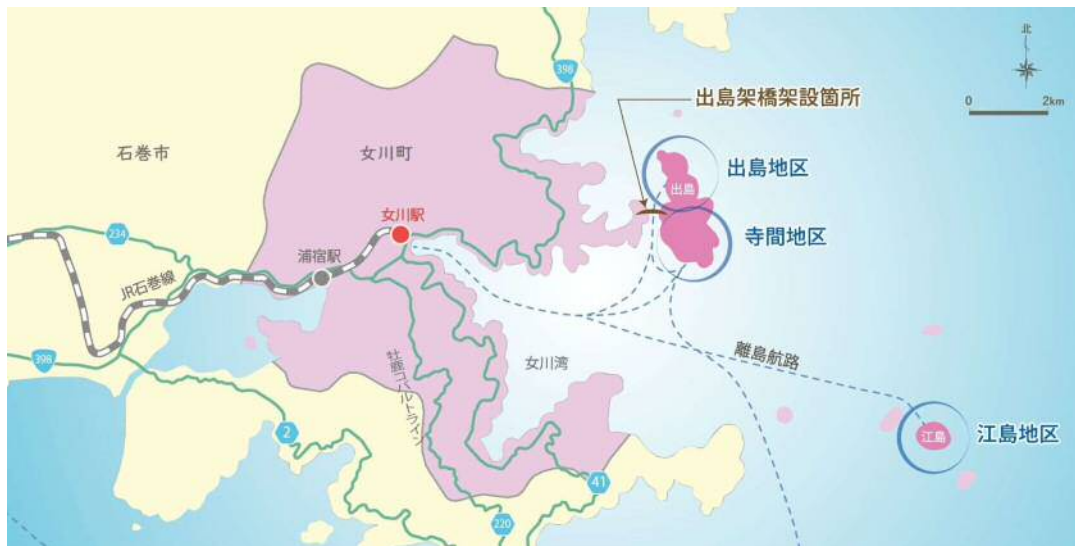 北
0
2km
398
出島架橋架設箇所
石巻市
女川町
出島地区
出島
女川駅
寺間地区
234
浦宿駅
JR石巻線
398
離島航路
女川湾
牡鹿コバルトライン
2
江島
江島地区
41
220